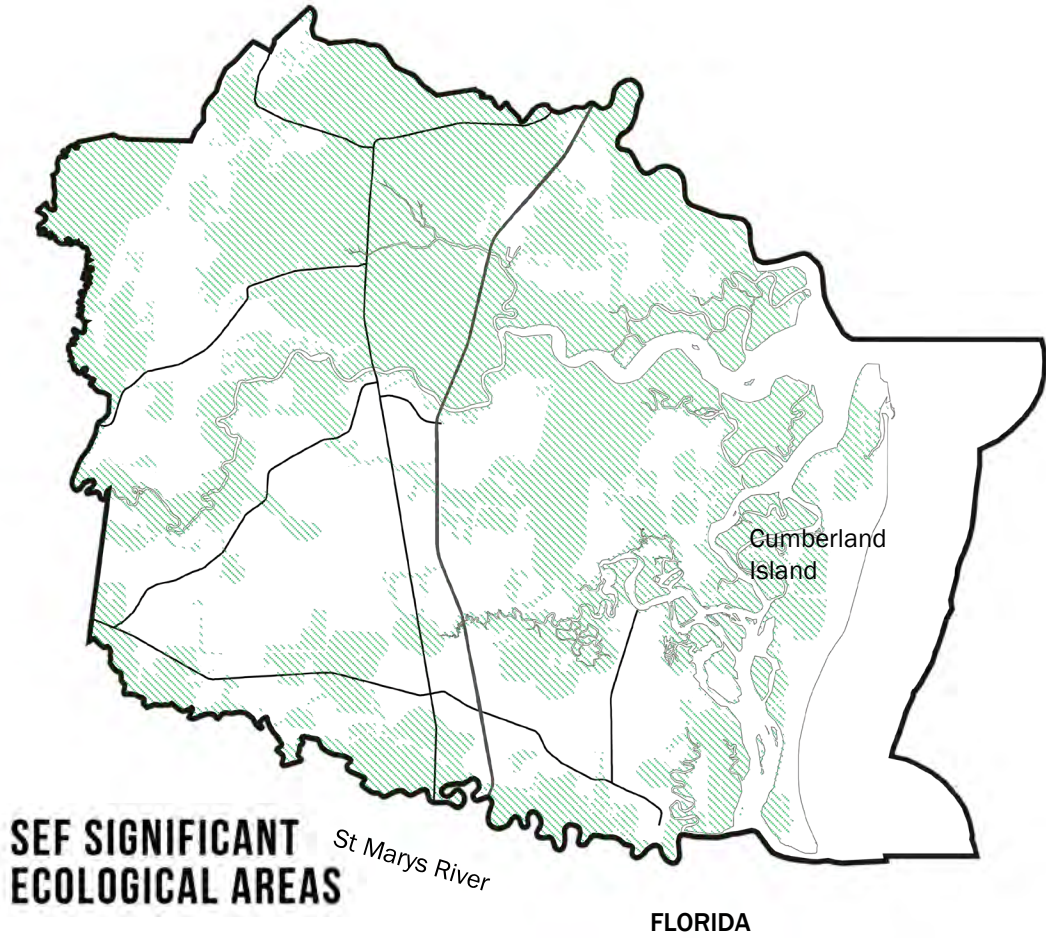 Cumberland
Island
SEF SIGNIFICANT
ECOLOGICAL AREAS
St Marys River
FLORIDA